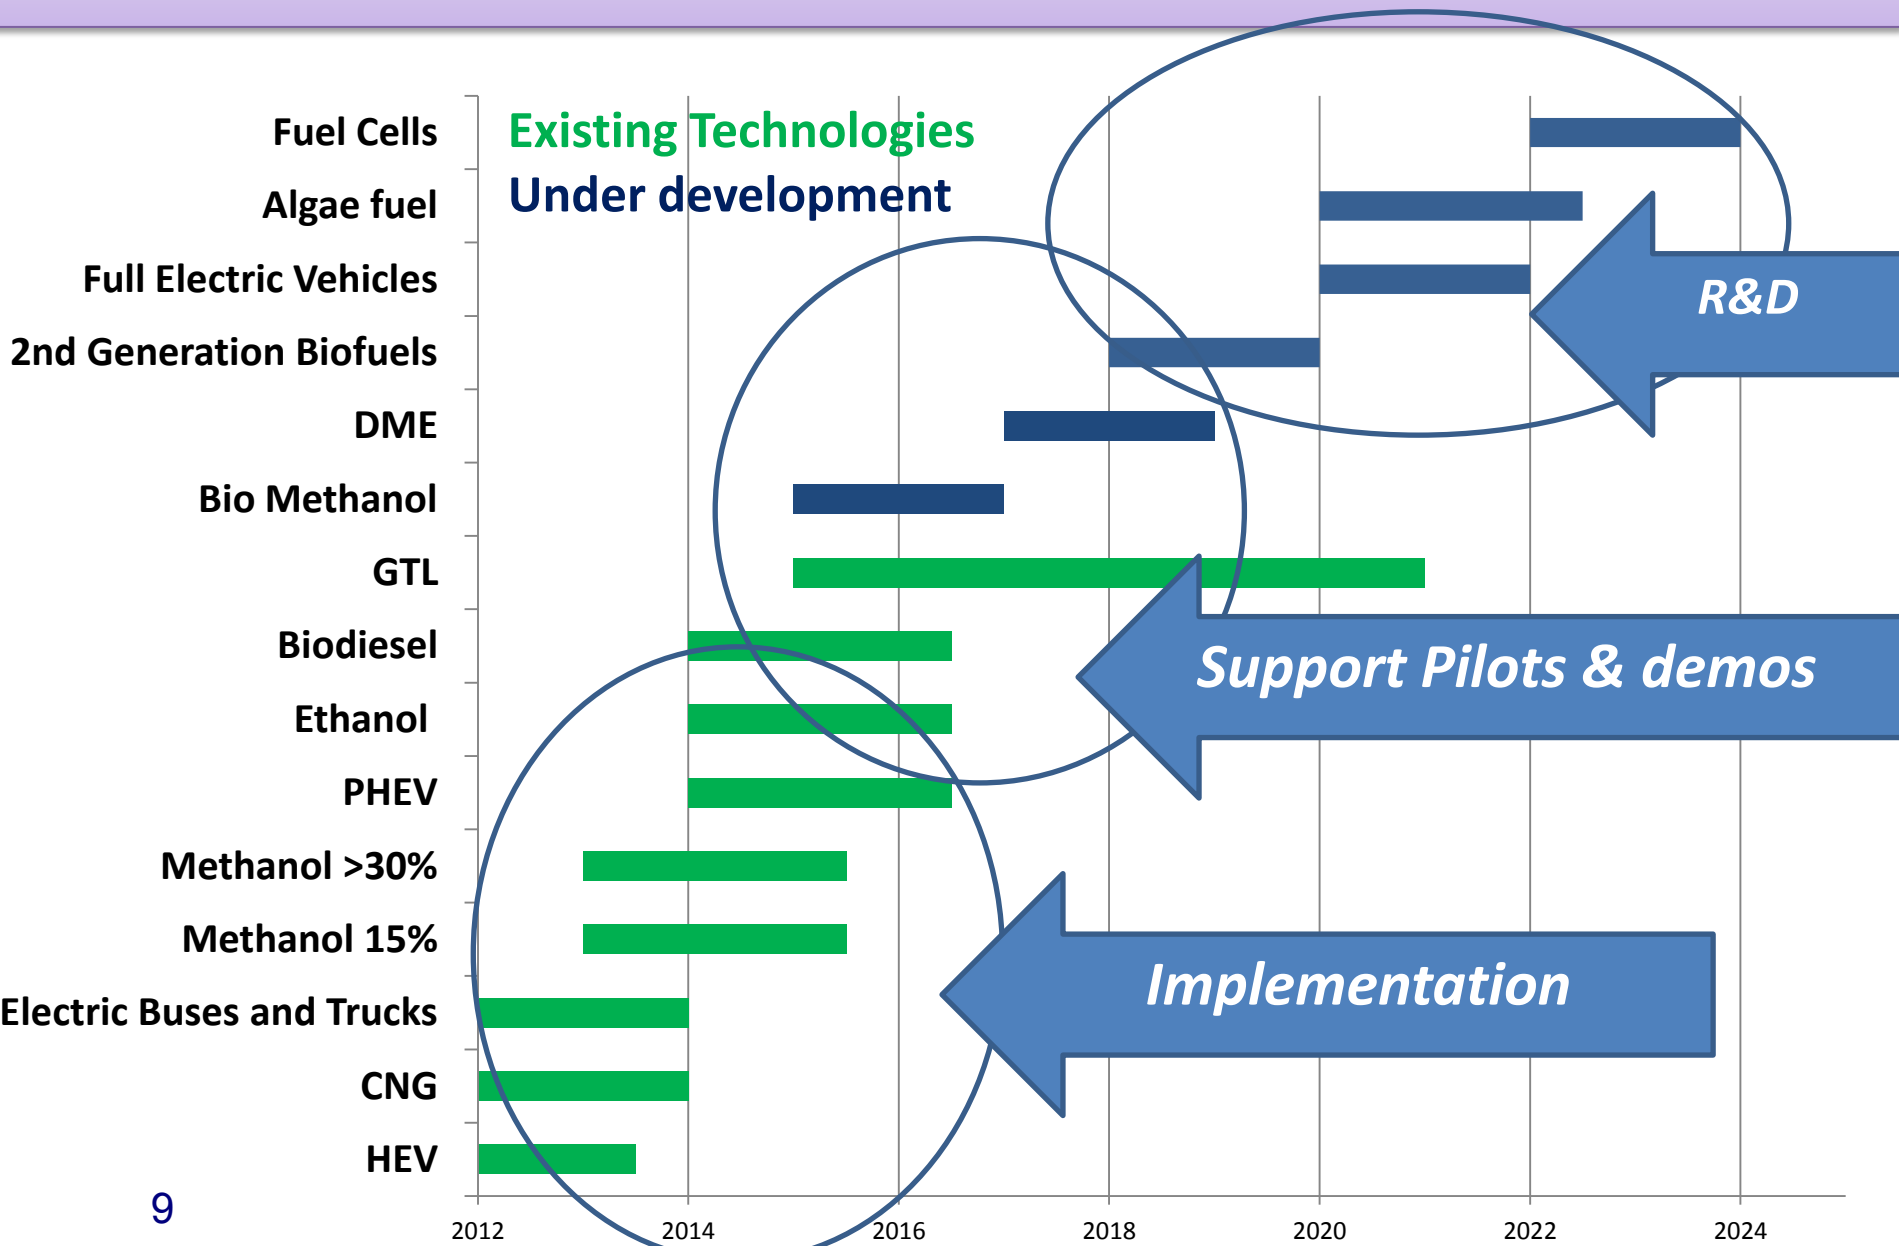 Existing Technologies
Under development
Fuel Cells
Algae fuel
Full Electric Vehicles
2nd Generation Biofuels
DME
Bio Methanol
GTL
Biodiesel
Ethanol
PHEV
Methanol >30%
Methanol 15%
Electric Buses and Trucks
CNG
HEV
R&D
Support Pilots & demos
Implementation
2012 2014 2016 2018 2020 2022 2024
9